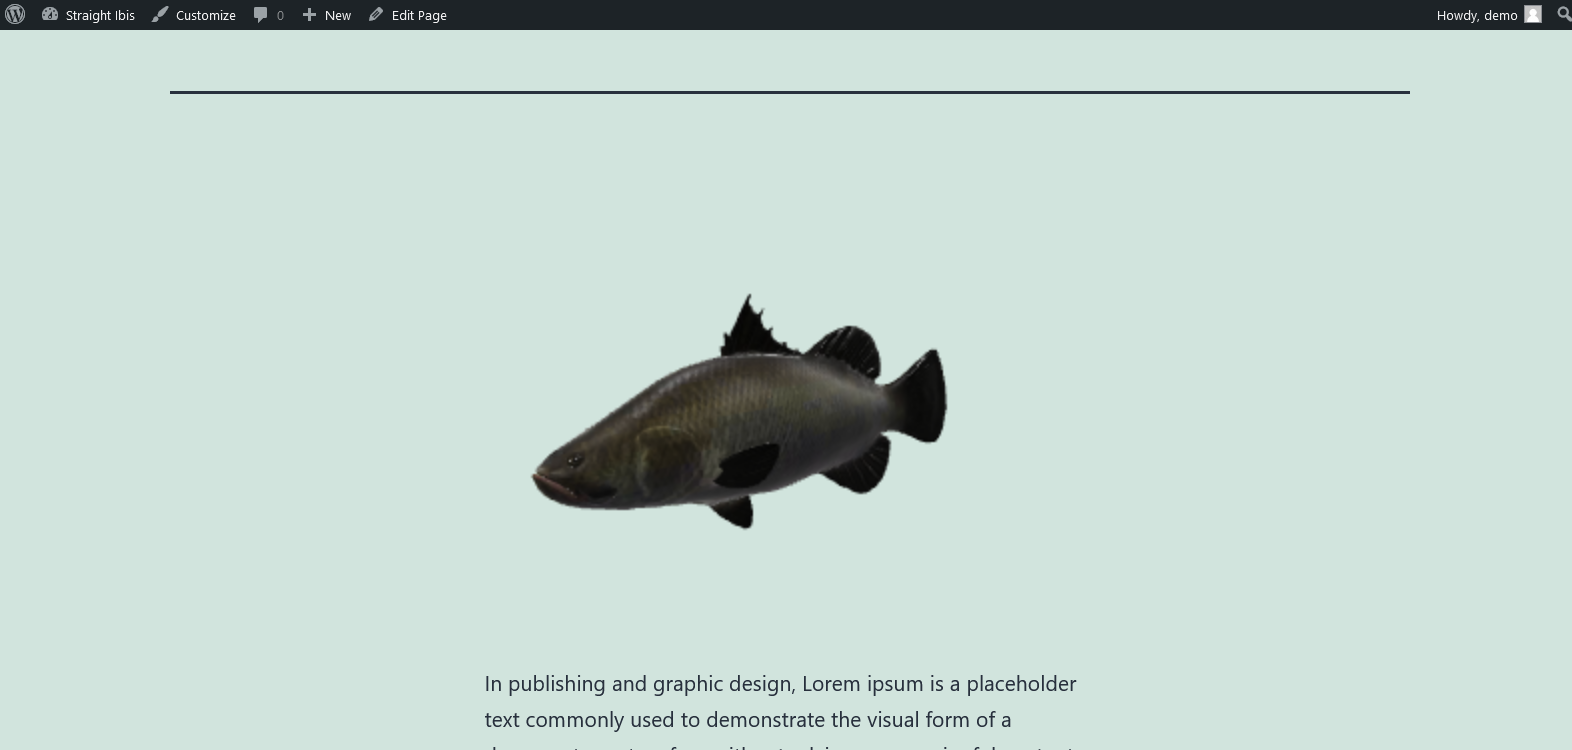 Straight Ibis Customize 0 New Edit Page Howdy, demo
In publishing and graphic design, Lorem ipsum is a placeholder
text commonly used to demonstrate the visual form of a